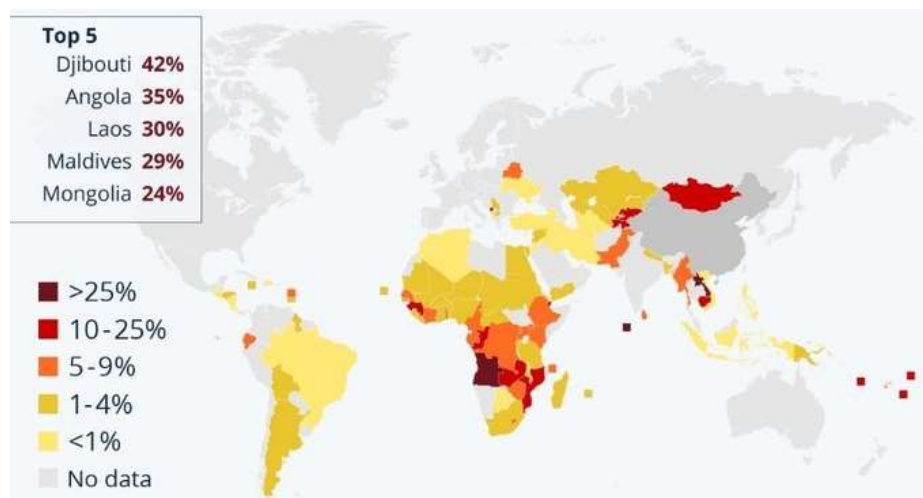 Top 5
Djibouti 42%
Angola 35%
Laos 30%
Maldives 29%
Mongolia 24%
>25%
10-25%
5-9%
1-4%
<1%
No data